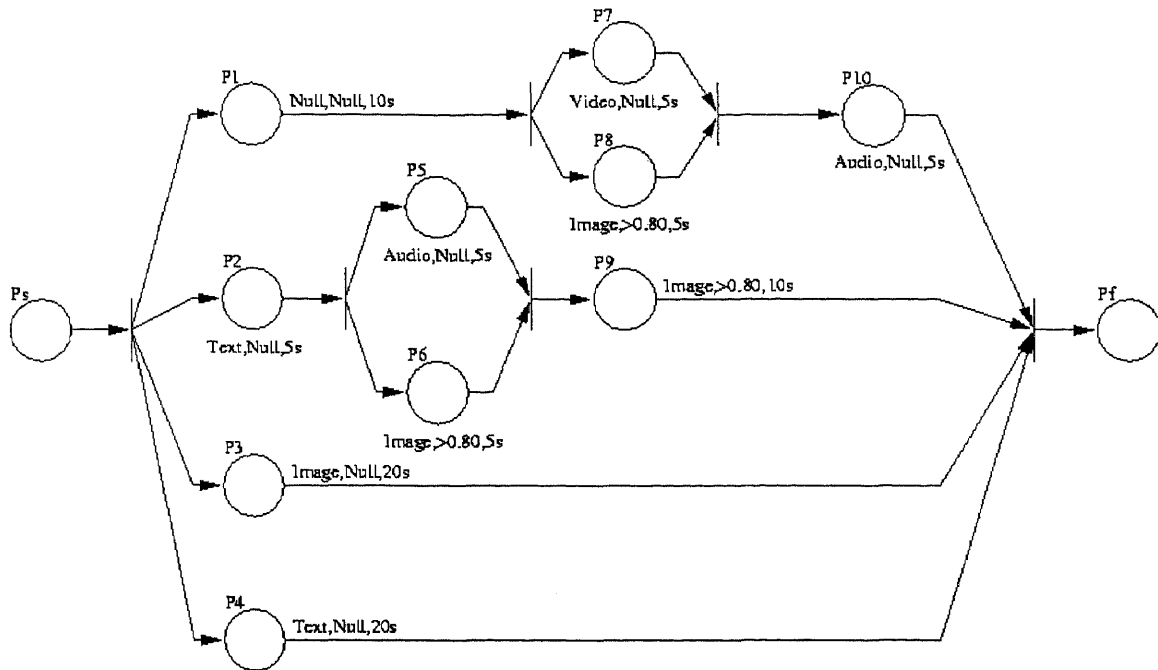 P7
P1
P10
Null,Null,10s
Video,Null,5s
P8
Audio,Null,5s
P5
Image,>0.80,5s
Audio,Null,5s
P2
P9
Image,>0.80,10s
Ps
Pf
Text,Null,5s
P6
Image,>0.80,5s
P3
Image,Null,20s
P4
Text,Null,20s